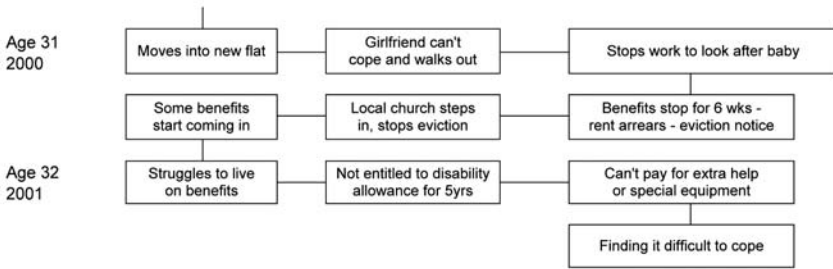 Age 31
2000
Moves into new flat
Girlfriend can't
cope and walks out
Stops work to look after baby
Benefits stop for 6 wks -
rent arrears - eviction notice
Local church steps
in, stops eviction
Some benefits
start coming in
Age 32
2001
Struggles to live
on benefits
Not entitled to disability
allowance for 5yrs
Can't pay for extra help
or special equipment
Finding it difficult to cope